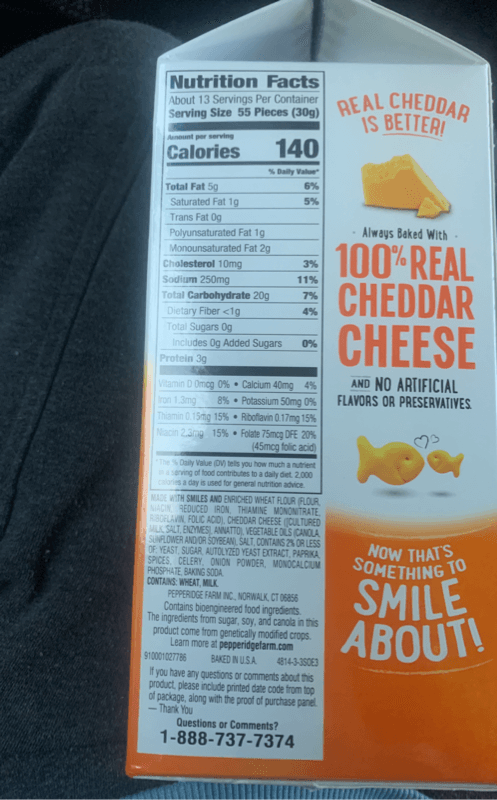 Nutrition Facts
About 13 Servings Per Container
Serving Size 55 Pieces (30g)
Amount per serving
Calories 140
% Daily Value*
Total Fat 5g 6%
Saturated Fat 1g 5%
Trans Fat 0g
Polyunsaturated Fat 1g
Monounsaturated Fat 2g
Cholesterol 10mg 3%
Sodium 250mg 11%
Total Carbohydrate 20g 7%
Dietary Fiber <1g 4%
Total Sugars 0g
Includes 0g Added Sugars 0%
Protein 3g
Vitamin D 0mcg 0% • Calcium 40mg 4%
Iron 1.3mg 8% • Potassium 50mg 0%
Thiamin 0.15mg 15% • Riboflavin 0.17mg 15%
Niacin 2.3mg 15% • Folate 75mcg DFE 20%
(45mcg folic acid)
*The % Daily Value (DV) tells you how much a nutrient
in a serving of food contributes to a daily diet. 2,000
calories a day is used for general nutrition advice.
MADE WITH SMILES AND ENRICHED WHEAT FLOUR (FLOUR,
NIACIN, REDUCED IRON, THIAMINE MONONITRATE,
RIBOFLAVIN, FOLIC ACID), CHEDDAR CHEESE ([CULTURED
MILK, SALT, ENZYMES], ANNATTO), VEGETABLE OILS (CANOLA,
SUNFLOWER AND/OR SOYBEAN), SALT, CONTAINS 2% OR LESS
OF: YEAST, SUGAR, AUTOLYZED YEAST EXTRACT, PAPRIKA,
SPICES, CELERY, ONION POWDER, MONOCALCIUM
PHOSPHATE, BAKING SODA.
CONTAINS: WHEAT, MILK.
PEPPERIDGE FARM INC., NORWALK, CT 06856
Contains bioengineered food ingredients.
The ingredients from sugar, soy, and canola in this
product come from genetically modified crops.
Learn more at pepperidgefarm.com
910001027786 BAKED IN U.S.A. 4814-3-3SOE3
If you have any questions or comments about this
product, please include printed date code from top
of package, along with the proof of purchase panel.
— Thank You
Questions or Comments?
1-888-737-7374
REAL CHEDDAR
IS BETTER!
- Always Baked With -
100% REAL
CHEDDAR
CHEESE
AND NO ARTIFICIAL
FLAVORS OR PRESERVATIVES.
NOW THAT'S
SOMETHING TO
SMILE
ABOUT!